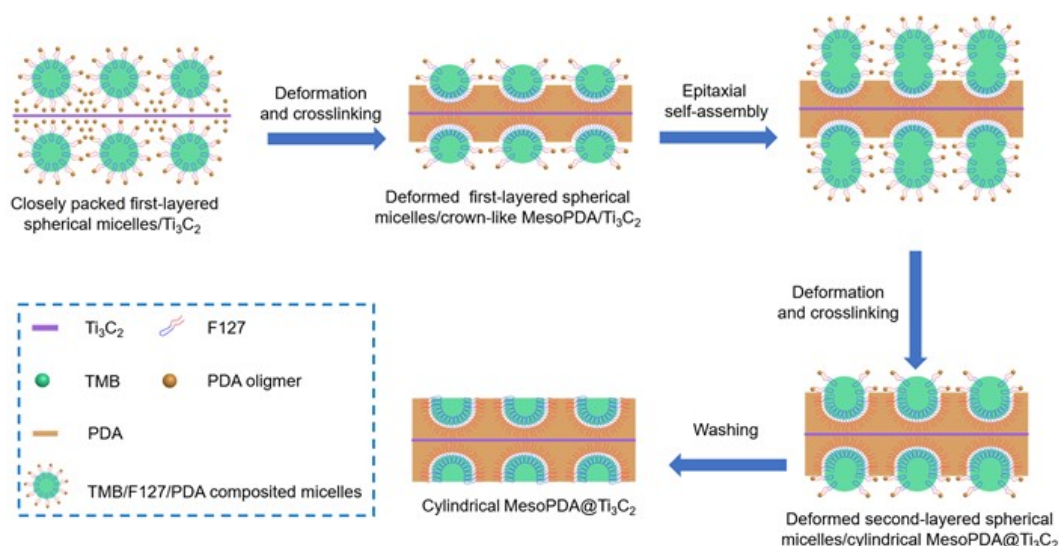 Deformation
and crosslinking
Epitaxial
self-assembly
Closely packed first-layered
spherical micelles/Ti₃C₂
Deformed first-layered spherical
micelles/crown-like MesoPDA/Ti₃C₂
Deformation
and crosslinking
Ti₃C₂
F127
TMB
PDA oligmer
PDA
TMB/F127/PDA composited micelles
Washing
Cylindrical MesoPDA@Ti₃C₂
Deformed second-layered spherical
micelles/cylindrical MesoPDA@Ti₃C₂